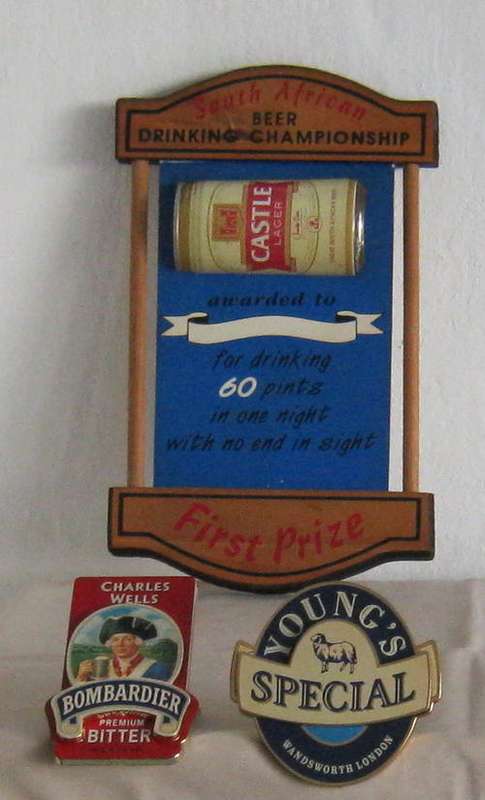 South African
BEER
DRINKING CHAMPIONSHIP
CASTLE
LAGER
awarded to
for drinking
60 pints
in one night
with no end in sight
First Prize
CHARLES
WELLS
BOMBARDIER
PREMIUM
BITTER
YOUNG'S
SPECIAL
WANDSWORTH LONDON